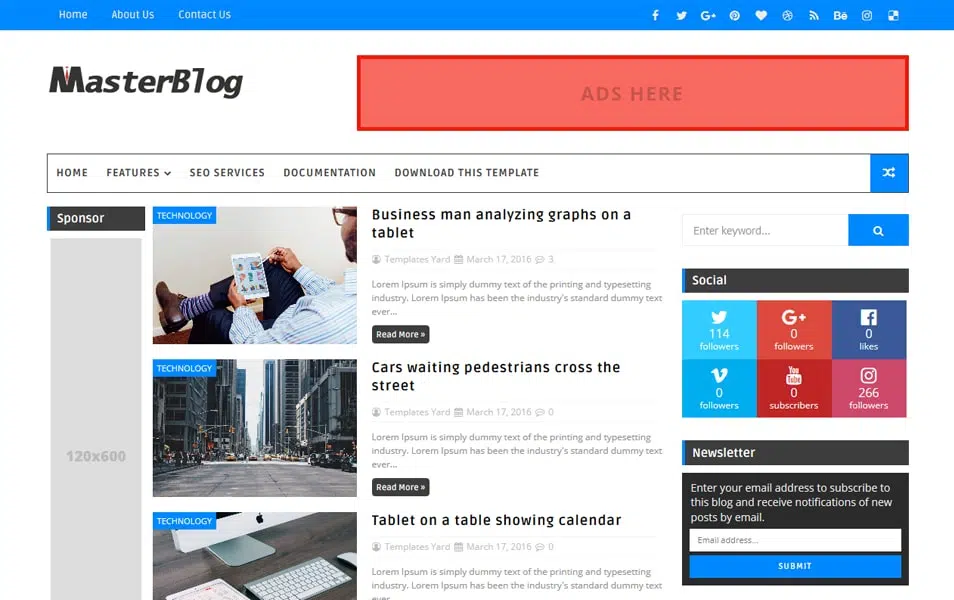 Home About Us Contact Us
MasterBlog
ADS HERE
HOME FEATURES SEO SERVICES DOCUMENTATION DOWNLOAD THIS TEMPLATE
Sponsor
120x600
TECHNOLOGY
Business man analyzing graphs on a
tablet
Templates Yard March 17, 2016 3
Lorem Ipsum is simply dummy text of the printing and typesetting
industry. Lorem Ipsum has been the industry's standard dummy text
ever...
Read More »
TECHNOLOGY
Cars waiting pedestrians cross the
street
Templates Yard March 17, 2016 0
Lorem Ipsum is simply dummy text of the printing and typesetting
industry. Lorem Ipsum has been the industry's standard dummy text
ever...
Read More »
TECHNOLOGY
Tablet on a table showing calendar
Templates Yard March 17, 2016 0
Lorem Ipsum is simply dummy text of the printing and typesetting
industry. Lorem Ipsum has been the industry's standard dummy text
ever...
Enter keyword...
Social
114 0 0
followers followers likes
0 0 266
followers subscribers followers
Newsletter
Enter your email address to subscribe to
this blog and receive notifications of new
posts by email.
Email address...
SUBMIT